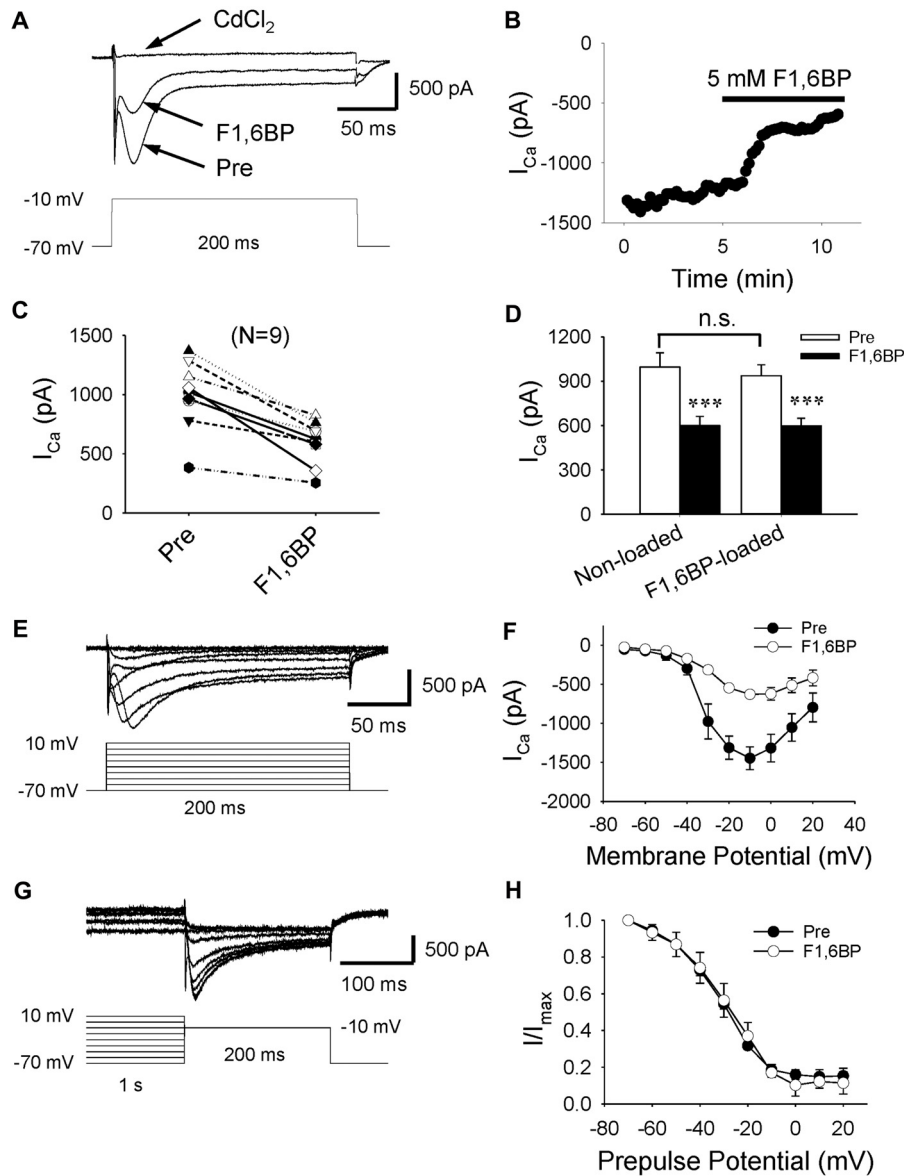 A
CdCl2
500 pA
50 ms
F1,6BP
Pre
-10 mV
-70 mV
200 ms
B
5 mM F1,6BP
0
-500
-1000
-1500
ICa (pA)
0 5 10
Time (min)
C
(N=9)
1500
1000
500
0
ICa (pA)
Pre
F1,6BP
D
n.s.
Pre
F1,6BP
1200
900
600
300
0
ICa (pA)
*** ***
Non-loaded
F1,6BP-loaded
E
500 pA
50 ms
10 mV
-70 mV
200 ms
F
Pre
F1,6BP
0
-500
-1000
-1500
-2000
ICa (pA)
-80 -60 -40 -20 0 20 40
Membrane Potential (mV)
G
500 pA
100 ms
10 mV
-10 mV
-70 mV
200 ms
1 s
H
Pre
F1,6BP
1.0
0.8
0.6
0.4
0.2
0.0
I/Imax
-80 -60 -40 -20 0 20
Prepulse Potential (mV)